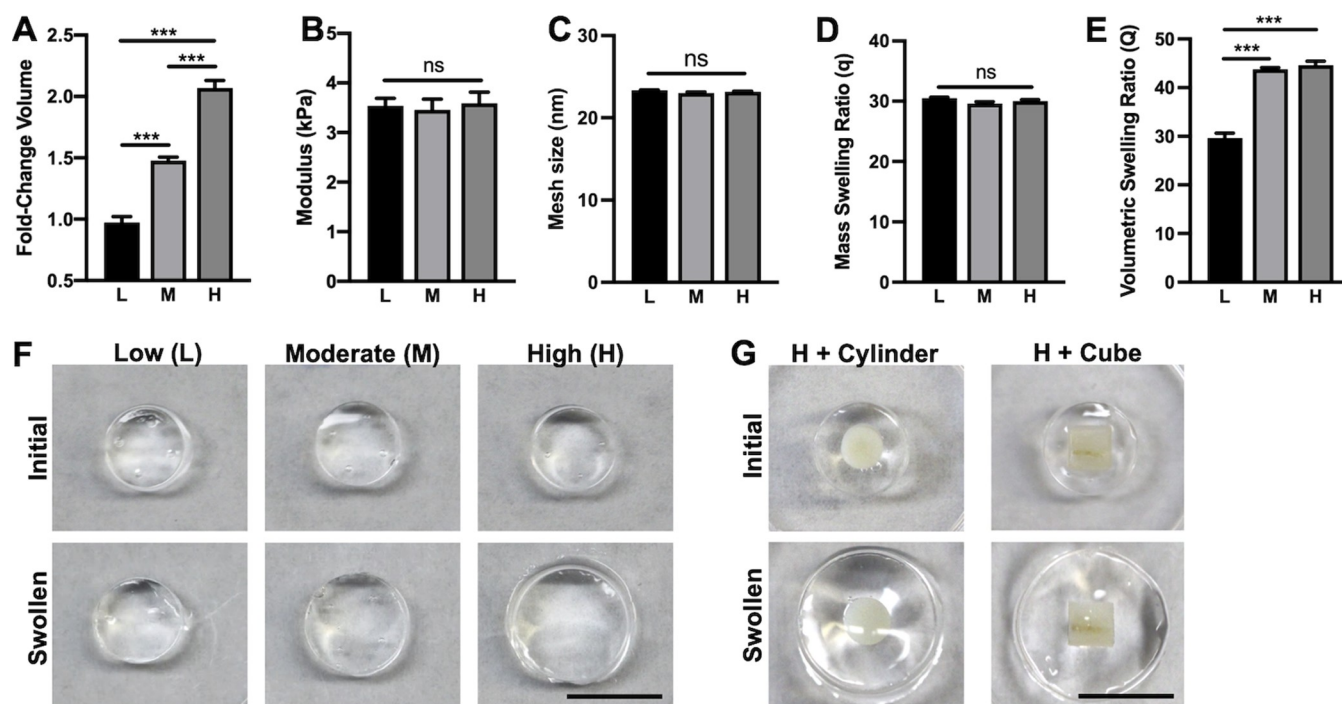 A
Fold-Change Volume
2.5
2.0
1.5
1.0
0.5
***
***
***
L M H
B
Modulus (kPa)
5
4
3
2
1
0
ns
L M H
C
Mesh size (nm)
30
20
10
0
ns
L M H
D
Mass Swelling Ratio (q)
40
30
20
10
0
ns
L M H
E
Volumetric Swelling Ratio (Q)
50
40
30
20
10
0
***
***
L M H
F
Low (L) Moderate (M) High (H)
Initial
Swollen
G
H + Cylinder H + Cube
Initial
Swollen